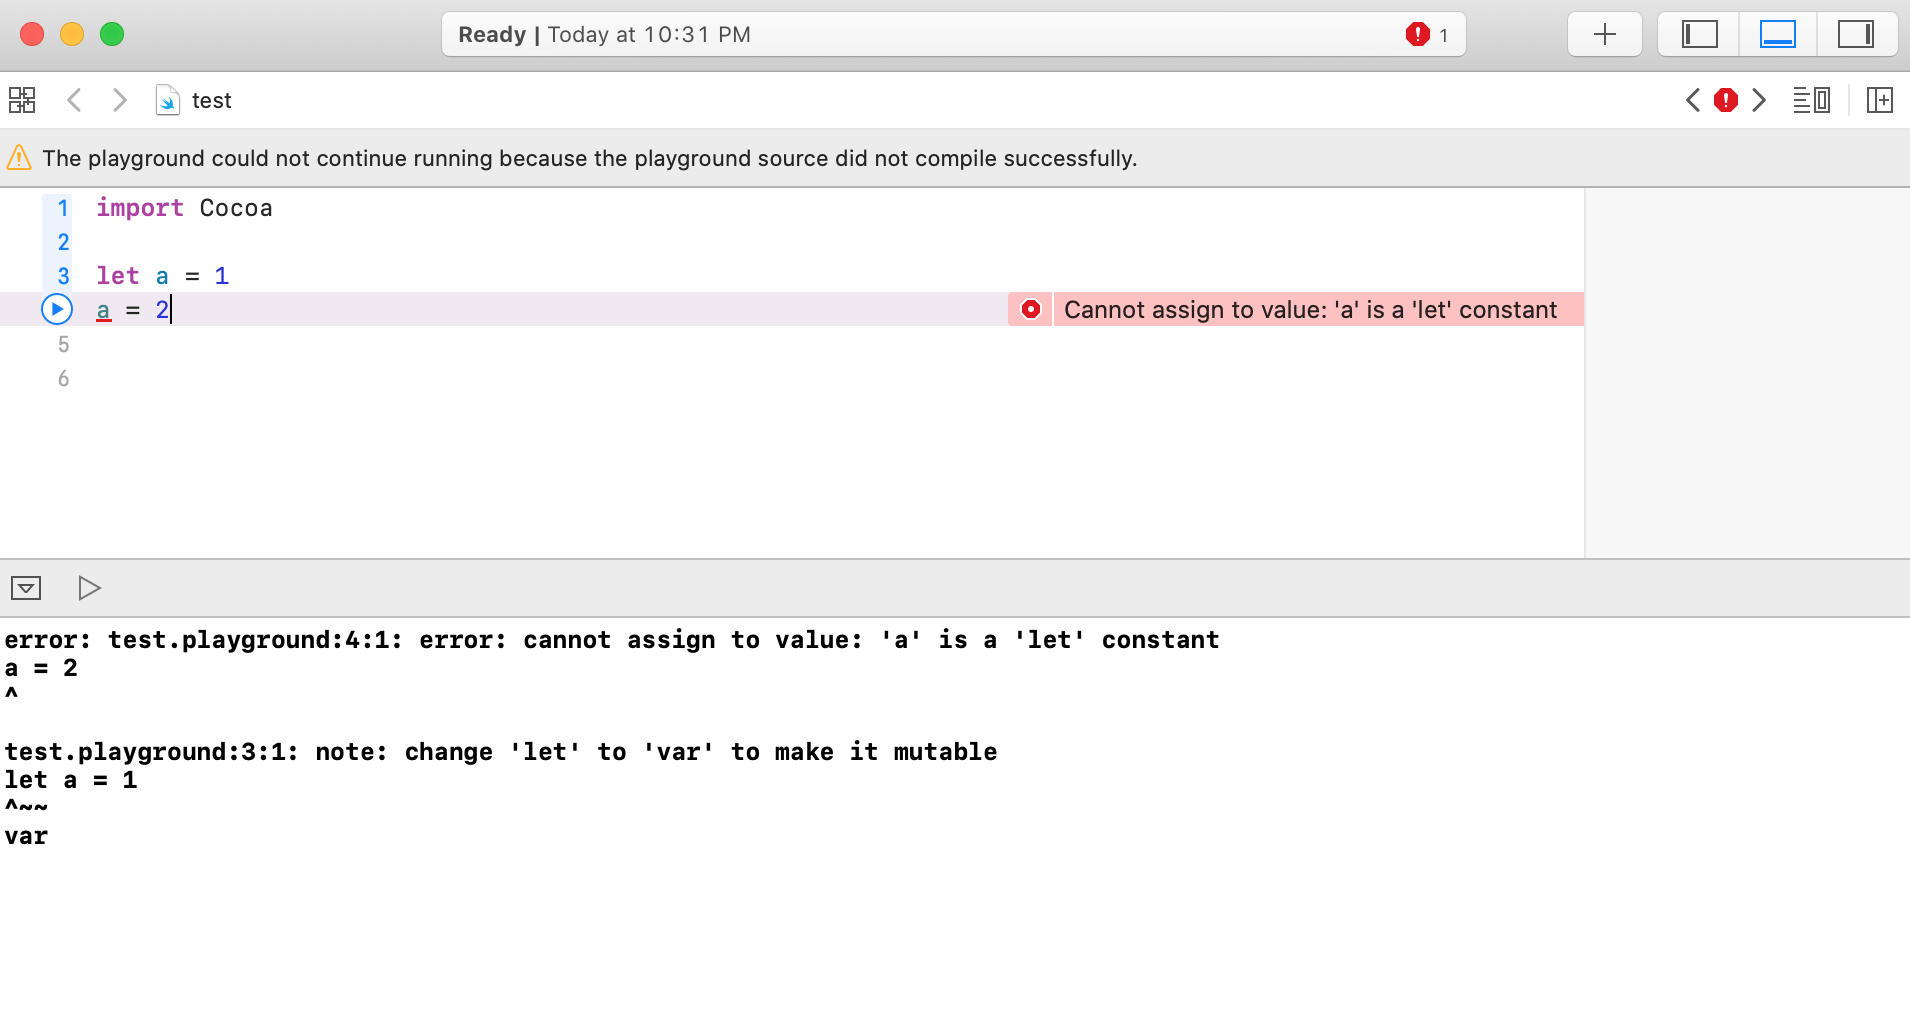 Ready | Today at 10:31 PM 1
test
The playground could not continue running because the playground source did not compile successfully.
1 import Cocoa
2
3 let a = 1
a = 2 Cannot assign to value: 'a' is a 'let' constant
5
6
error: test.playground:4:1: error: cannot assign to value: 'a' is a 'let' constant
a = 2
^
test.playground:3:1: note: change 'let' to 'var' to make it mutable
let a = 1
^~~
var